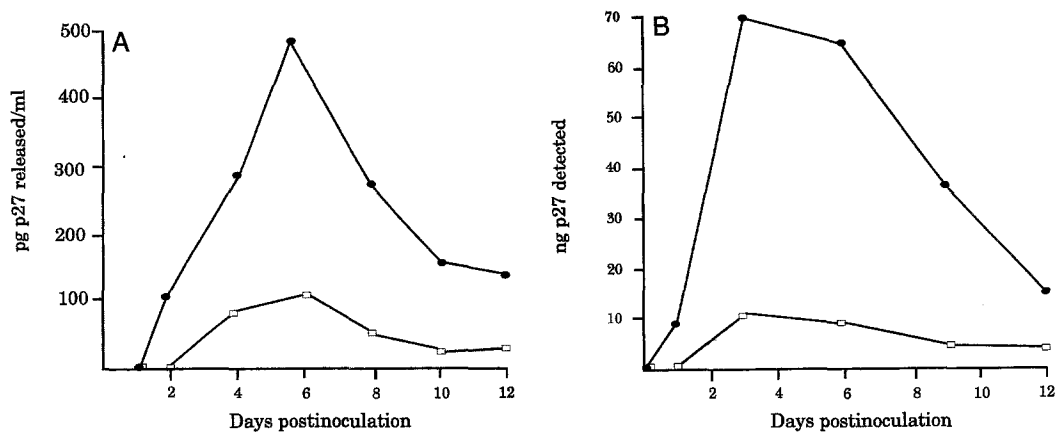 A
500
400
300
200
100
pg p27 released/ml
2 4 6 8 10 12
Days postinoculation
B
70
60
50
40
30
20
10
ng p27 detected
2 4 6 8 10 12
Days postinoculation